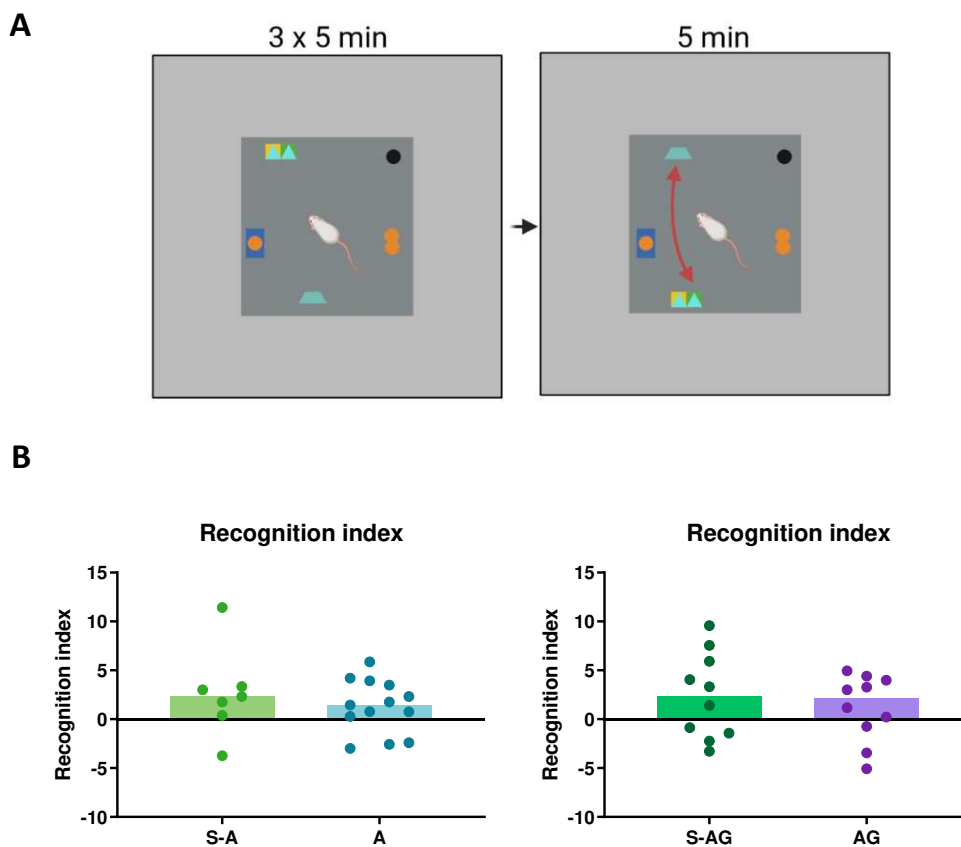 A
3 x 5 min
5 min
B
Recognition index
Recognition index
15
10
5
0
-5
-10
S-A
A
Recognition index
Recognition index
15
10
5
0
-5
-10
S-AG
AG